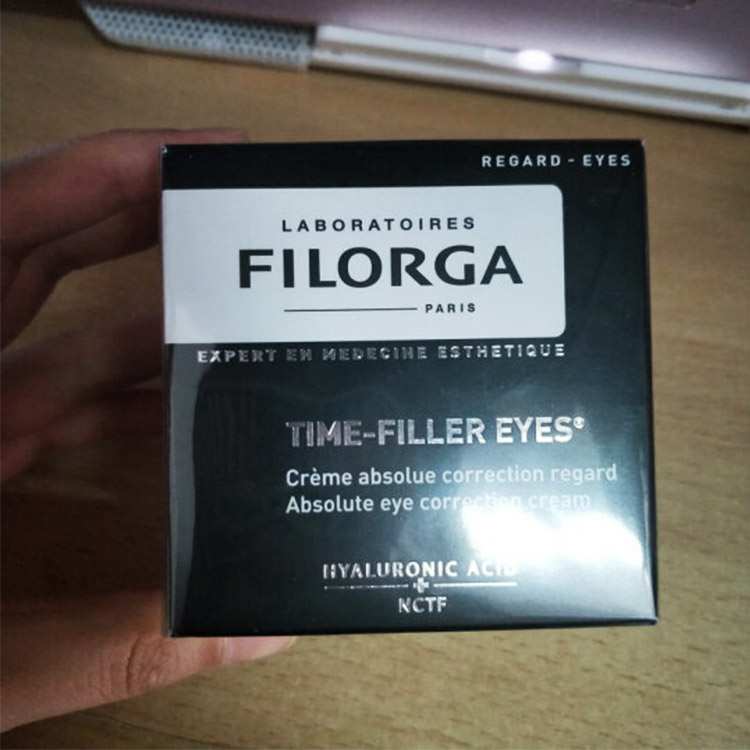 REGARD - EYES
LABORATOIRES
FILORGA
PARIS
EXPERT EN MEDECINE ESTHETIQUE
TIME-FILLER EYES®
Crème absolue correction regard
Absolute eye correction cream
HYALURONIC ACID
+
NCTF